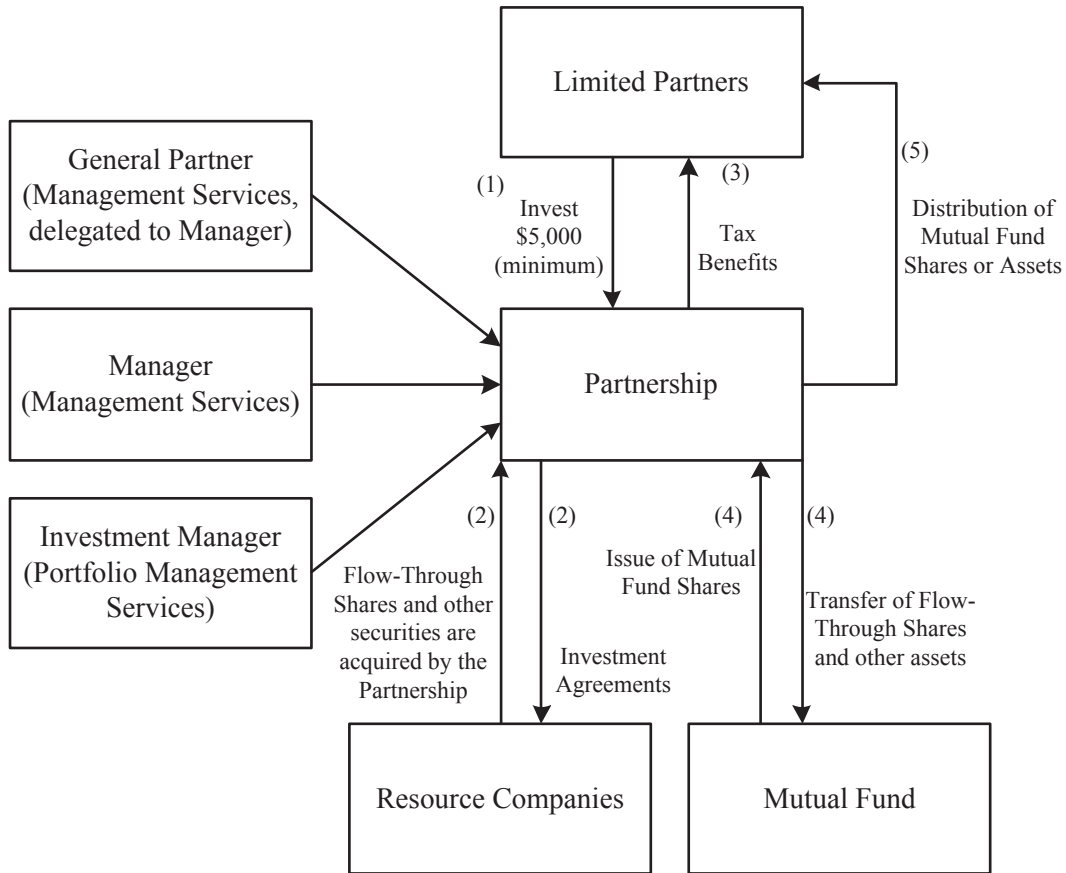 Limited Partners
General Partner
(Management Services,
delegated to Manager)
(1)
Invest
$5,000
(minimum)
(3)
Tax
Benefits
(5)
Distribution of
Mutual Fund
Shares or Assets
Manager
(Management Services)
Partnership
Investment Manager
(Portfolio Management
Services)
(2)
Flow-Through
Shares and other
securities are
acquired by the
Partnership
(2)
Investment
Agreements
(4)
Issue of Mutual
Fund Shares
(4)
Transfer of Flow-
Through Shares
and other assets
Resource Companies
Mutual Fund